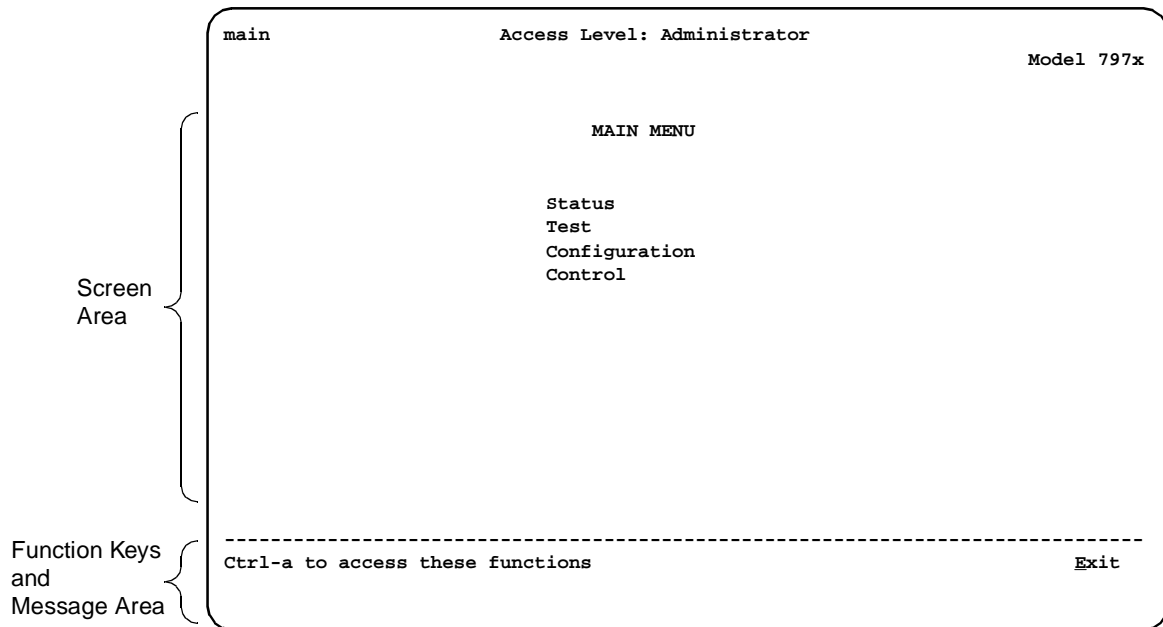 main Access Level: Administrator
Model 797x
MAIN MENU
Status
Test
Configuration
Control
Screen
Area
Function Keys
and
Message Area
--------------------------------------------------------------------------------
Ctrl-a to access these functions Exit